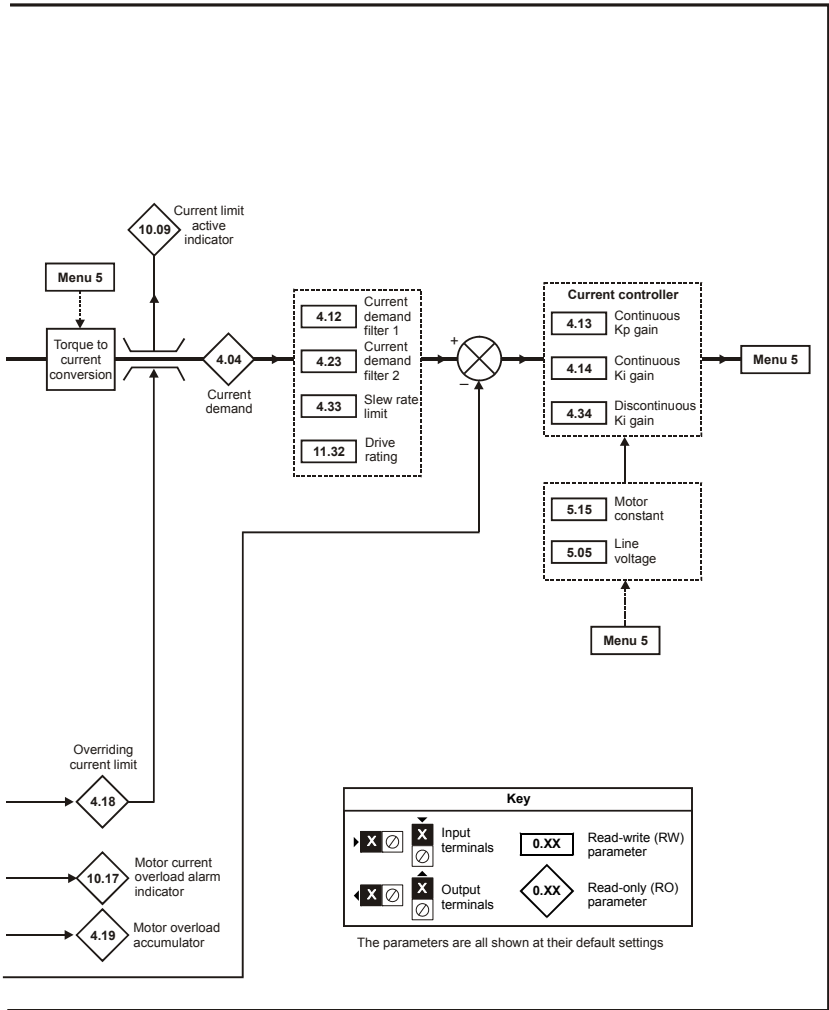 10.09
Current limit
active
indicator
Menu 5
Torque to
current
conversion
4.04
Current
demand
4.12
Current
demand
filter 1
4.23
Current
demand
filter 2
4.33
Slew rate
limit
11.32
Drive
rating
+
–
Current controller
4.13
Continuous
Kp gain
4.14
Continuous
Ki gain
4.34
Discontinuous
Ki gain
Menu 5
5.15
Motor
constant
5.05
Line
voltage
Menu 5
Overriding
current limit
4.18
10.17
Motor current
overload alarm
indicator
4.19
Motor overload
accumulator
Key
X
X
Input
terminals
0.XX
Read-write (RW)
parameter
X
X
Output
terminals
0.XX
Read-only (RO)
parameter
The parameters are all shown at their default settings